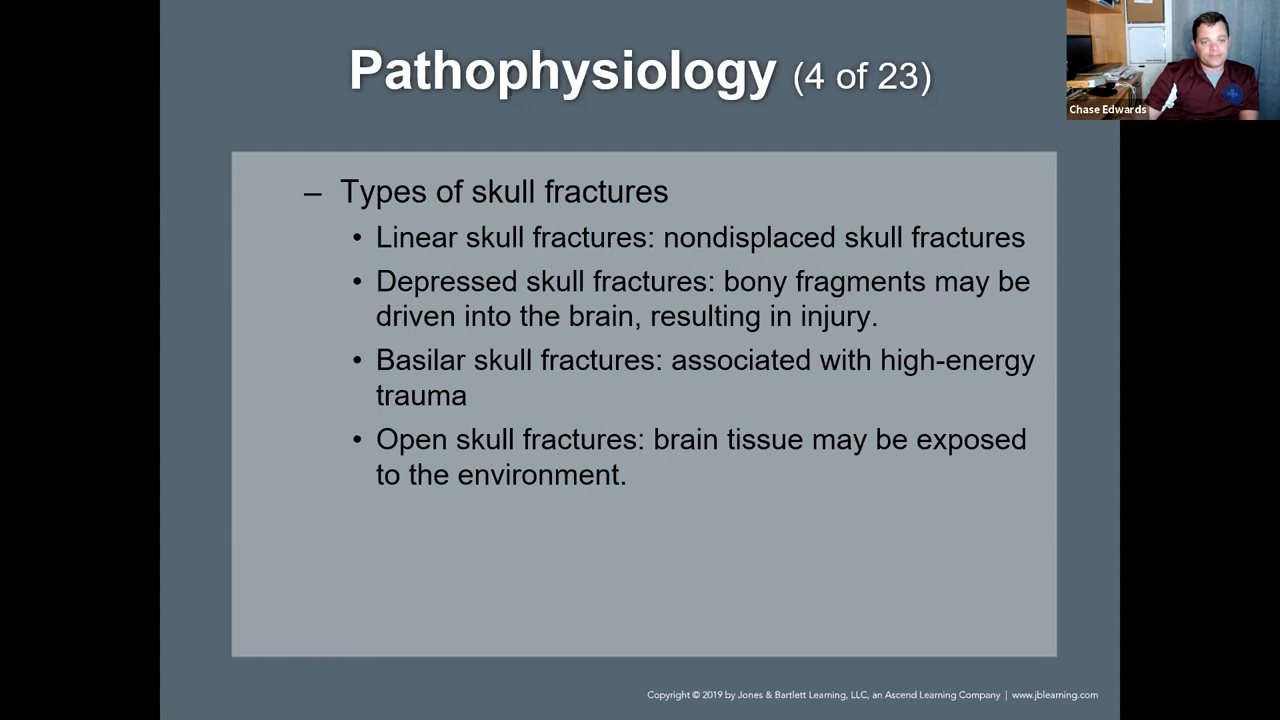 Pathophysiology (4 of 23)
Chase Edwards
– Types of skull fractures
• Linear skull fractures: nondisplaced skull fractures
• Depressed skull fractures: bony fragments may be
driven into the brain, resulting in injury.
• Basilar skull fractures: associated with high-energy
trauma
• Open skull fractures: brain tissue may be exposed
to the environment.
Copyright © 2019 by Jones & Bartlett Learning, LLC, an Ascend Learning Company | www.jblearning.com